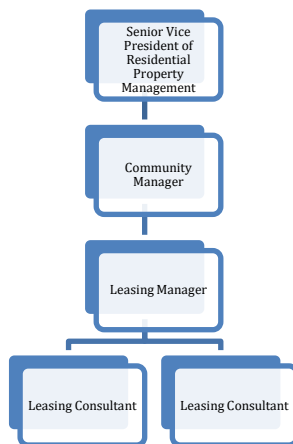 Senior Vice
President of
Residential
Property
Management
Community
Manager
Leasing Manager
Leasing Consultant
Leasing Consultant